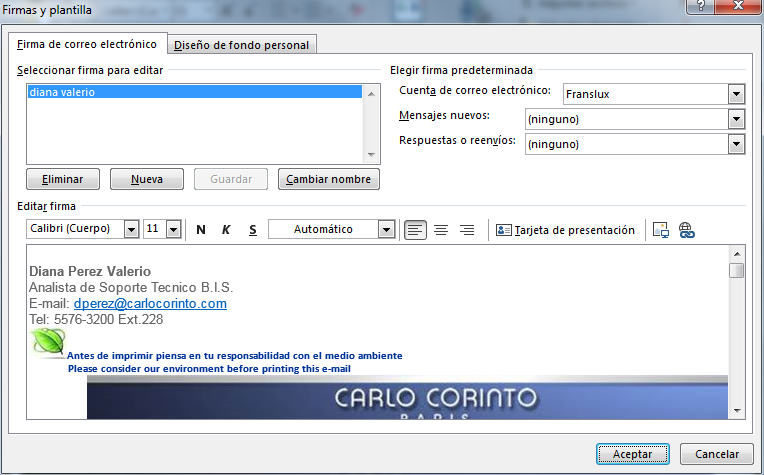 Firmas y plantilla
Firma de correo electrónico
Diseño de fondo personal
Seleccionar firma para editar
diana valerio
Eliminar
Nueva
Guardar
Cambiar nombre
Elegir firma predeterminada
Cuenta de correo electrónico:
Franslux
Mensajes nuevos:
(ninguno)
Respuestas o reenvíos:
(ninguno)
Editar firma
Calibri (Cuerpo)
11
N K S
Automático
Tarjeta de presentación
Diana Perez Valerio
Analista de Soporte Tecnico B.I.S.
E-mail: dperez@carlocorinto.com
Tel: 5576-3200 Ext.228
Antes de imprimir piensa en tu responsabilidad con el medio ambiente
Please consider our environment before printing this e-mail
CARLO CORINTO
PARIS
Aceptar
Cancelar